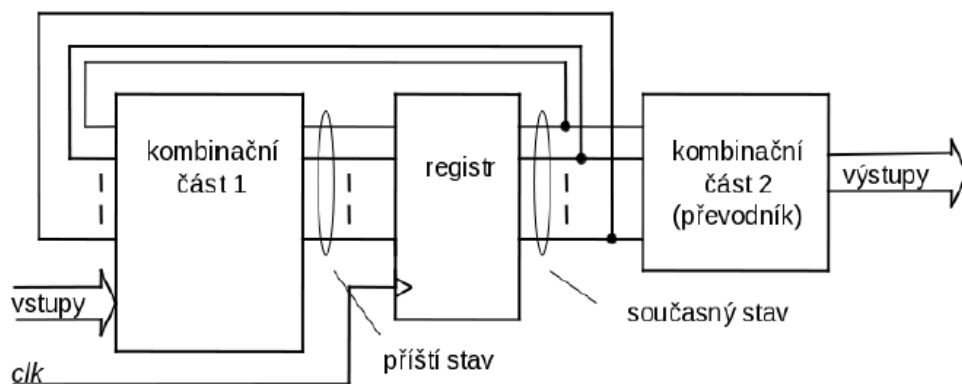 kombinační
část 1
registr
kombinační
část 2
(převodník)
výstupy
vstupy
současný stav
příští stav
clk